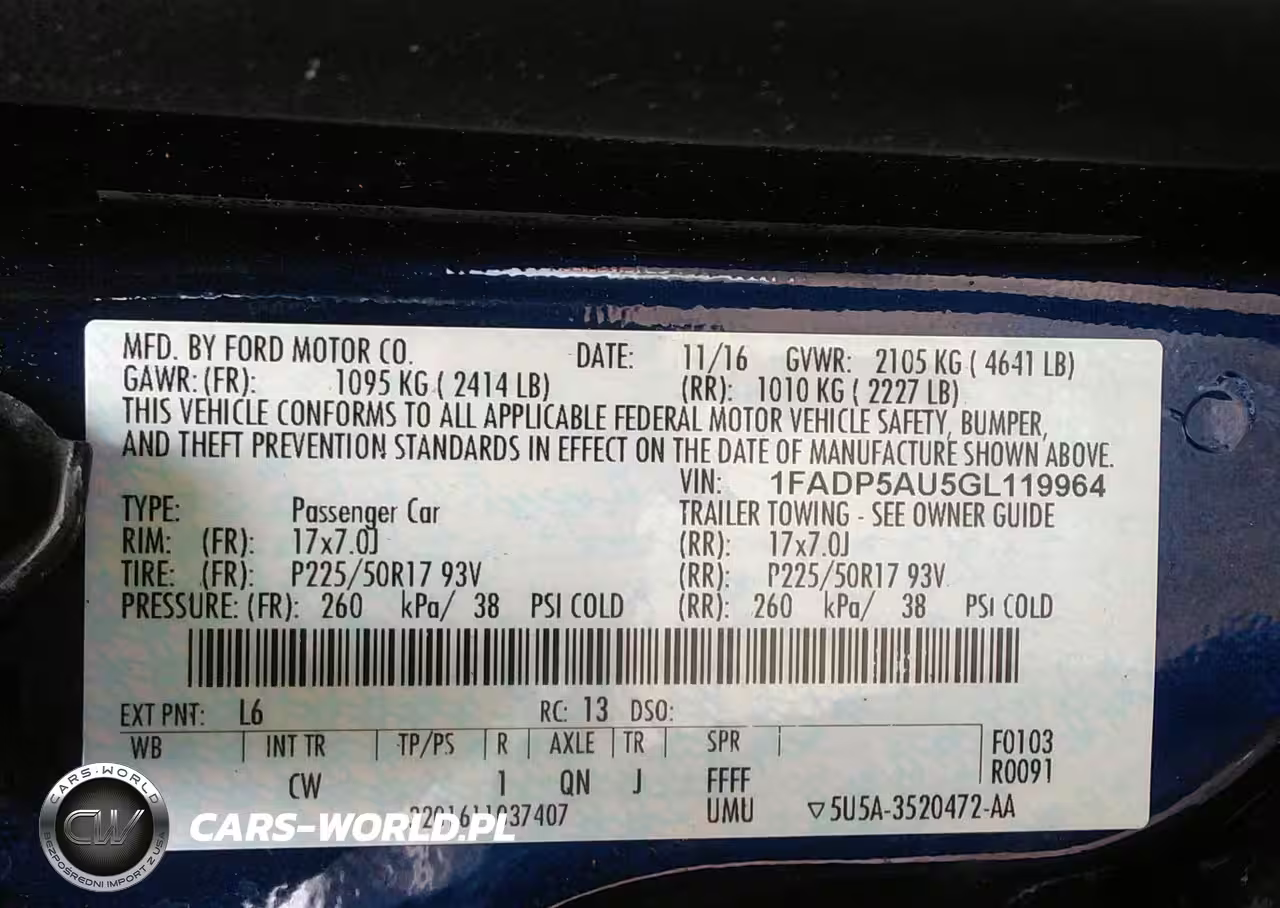 MFD. BY FORD MOTOR CO. DATE: 11/16 GVWR: 2105 KG ( 4641 LB)
GAWR: (FR): 1095 KG ( 2414 LB) (RR): 1010 KG ( 2227 LB)
THIS VEHICLE CONFORMS TO ALL APPLICABLE FEDERAL MOTOR VEHICLE SAFETY, BUMPER,
AND THEFT PREVENTION STANDARDS IN EFFECT ON THE DATE OF MANUFACTURE SHOWN ABOVE.
VIN: 1FADP5AU5GL119964
TYPE: Passenger Car TRAILER TOWING - SEE OWNER GUIDE
RIM: (FR): 17x7.0J (RR): 17x7.0J
TIRE: (FR): P225/50R17 93V (RR): P225/50R17 93V
PRESSURE: (FR): 260 kPa/ 38 PSI COLD (RR): 260 kPa/ 38 PSI COLD
EXT PNT: L6 RC: 13 DSO:
WB INT TR TP/PS R AXLE TR SPR F0103
R0091
CW 1 QN J FFFF
UMU ▽5U5A-3520472-AA
CARS-WORLD
CW
BEZPOŚREDNI IMPORT Z USA
CARS-WORLD.PL